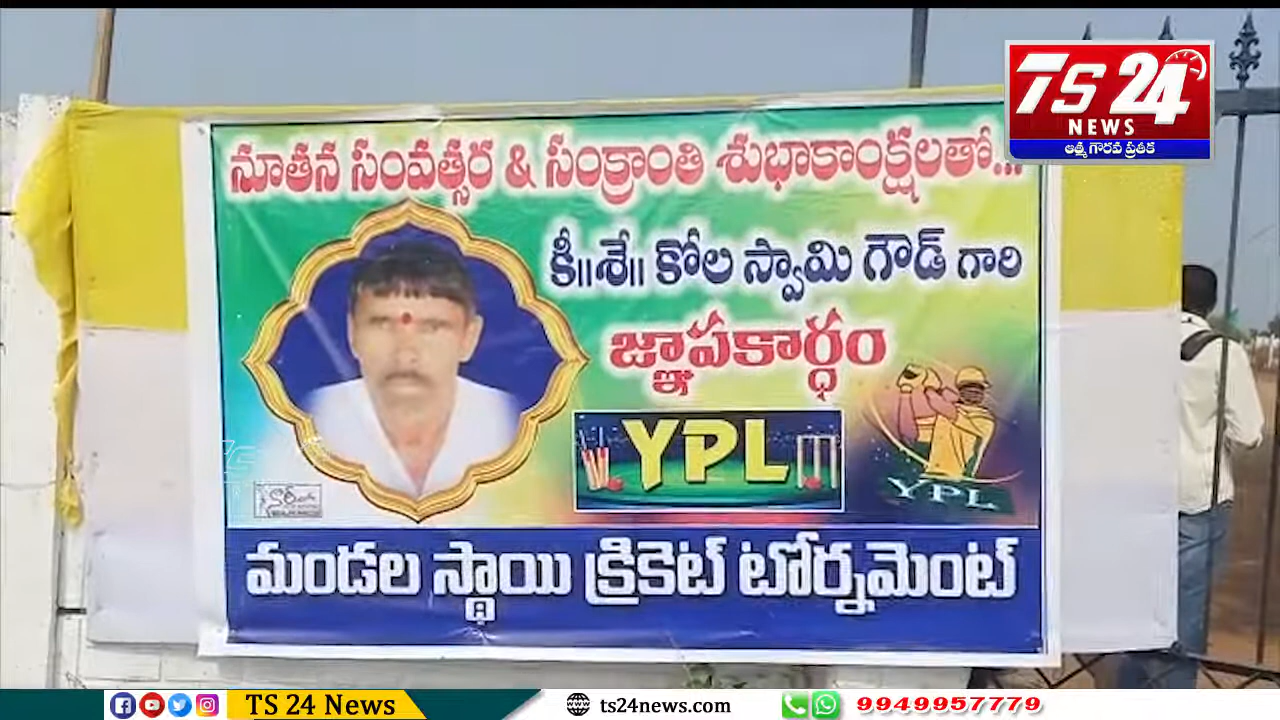 TS 24
NEWS
ఆత్మ గౌరవ ప్రతీక
నూతన సంవత్సర & సంక్రాంతి శుభాకాంక్షలతో...
కీ॥శే॥ కోల స్వామి గౌడ్ గారి
జ్ఞాపకార్ధం
YPL
YPL
మండల స్థాయి క్రికెట్ టోర్నమెంట్
TS 24 News
ts24news.com
9949957779